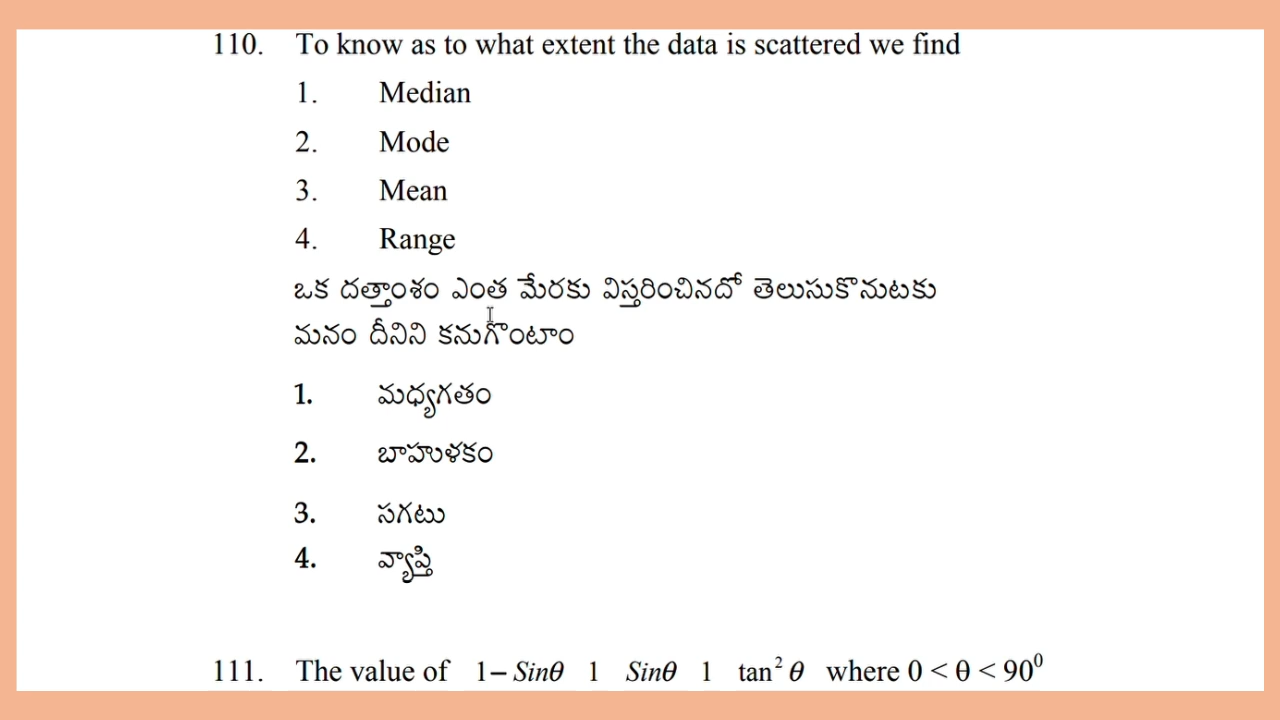 110. To know as to what extent the data is scattered we find
1. Median
2. Mode
3. Mean
4. Range
ఒక దత్తాంశం ఎంత మేరకు విస్తరించినదో తెలుసుకొనుటకు
మనం దీనిని కనుగొంటాం
1. మధ్యగతం
2. బాహుళకం
3. సగటు
4. వ్యాప్తి
111. The value of 1– Sinθ 1 Sinθ 1 tan² θ where 0 < θ < 90⁰